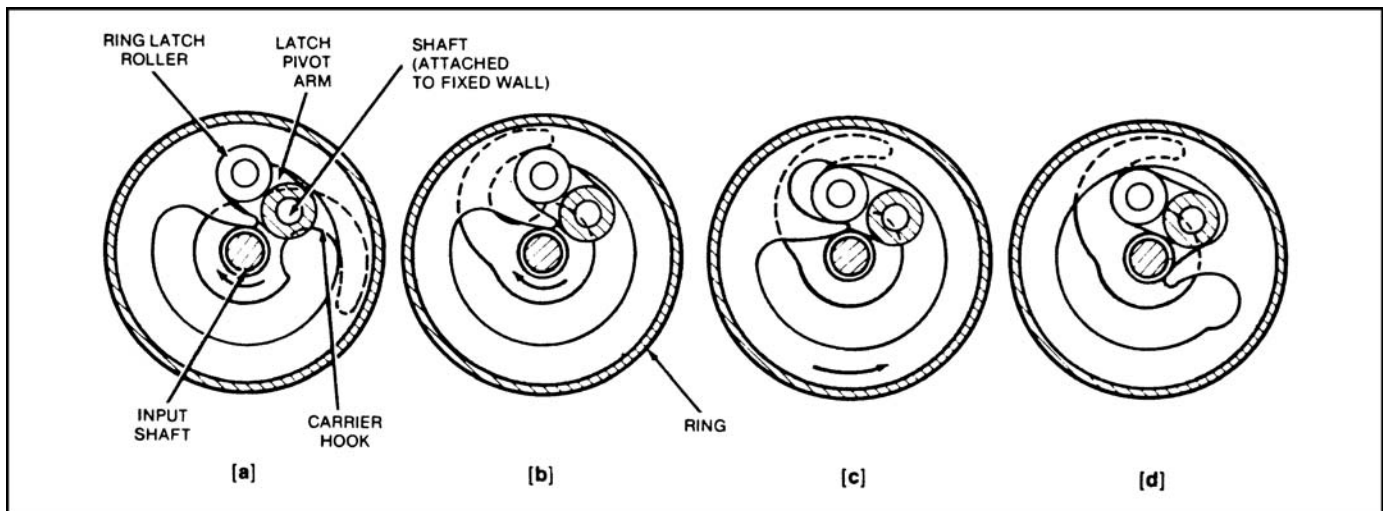 RING LATCH
ROLLER
LATCH
PIVOT
ARM
SHAFT
(ATTACHED
TO FIXED WALL)
INPUT
SHAFT
CARRIER
HOOK
RING
[a]
[b]
[c]
[d]